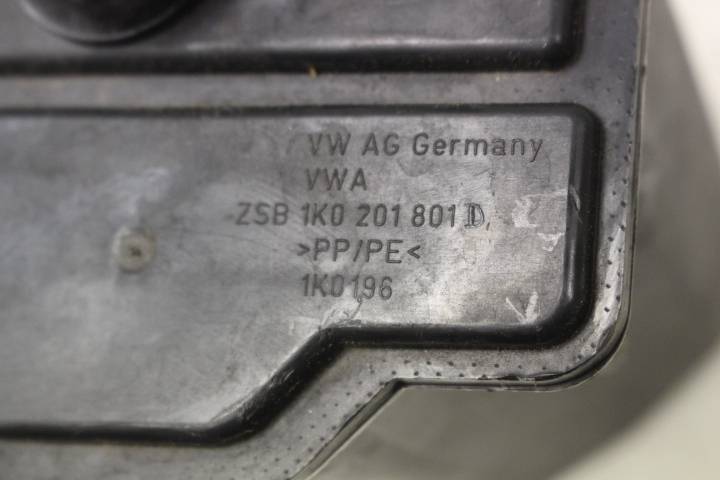 VW AG Germany
VWA
ZSB 1K0 201 801 D
>PP/PE<
1K0196